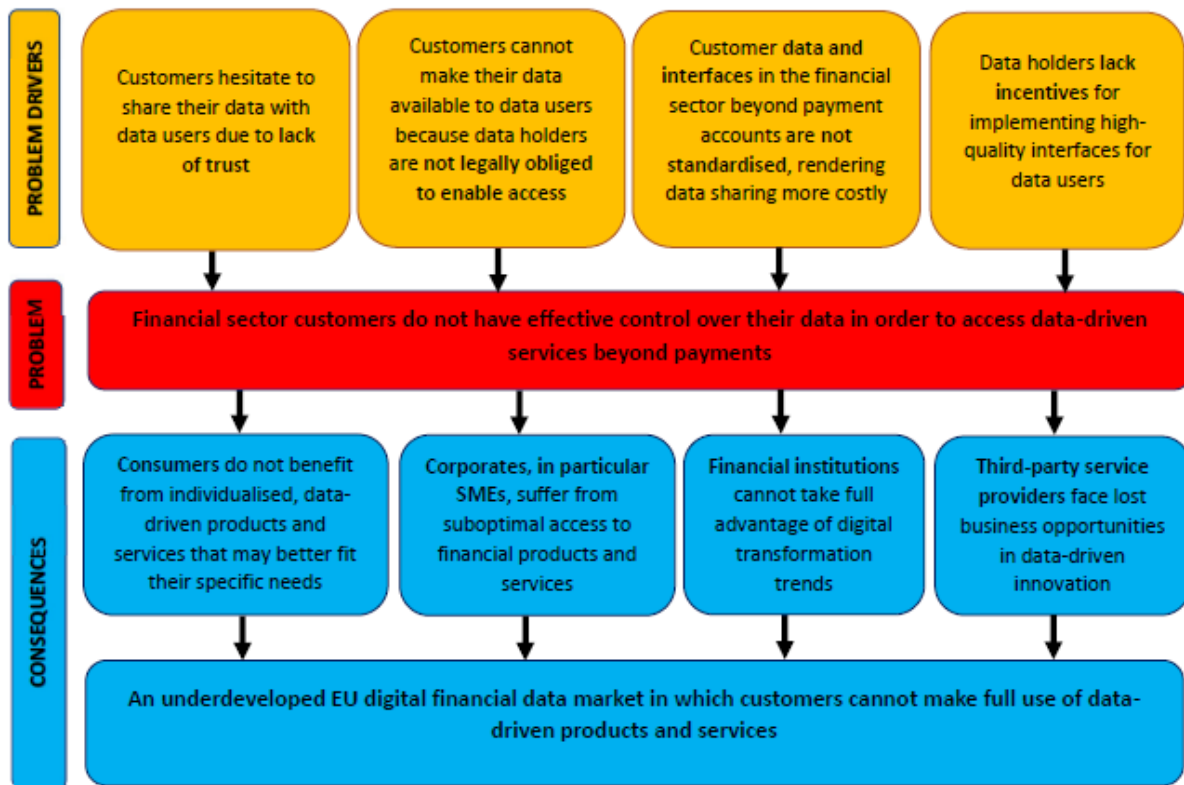 PROBLEM DRIVERS
Customers hesitate to
share their data with
data users due to lack
of trust
Customers cannot
make their data
available to data users
because data holders
are not legally obliged
to enable access
Customer data and
interfaces in the financial
sector beyond payment
accounts are not
standardised, rendering
data sharing more costly
Data holders lack
incentives for
implementing high-
quality interfaces for
data users
PROBLEM
Financial sector customers do not have effective control over their data in order to access data-driven
services beyond payments
CONSEQUENCES
Consumers do not benefit
from individualised, data-
driven products and
services that may better fit
their specific needs
Corporates, in particular
SMEs, suffer from
suboptimal access to
financial products and
services
Financial institutions
cannot take full
advantage of digital
transformation
trends
Third-party service
providers face lost
business opportunities
in data-driven
innovation
An underdeveloped EU digital financial data market in which customers cannot make full use of data-
driven products and services